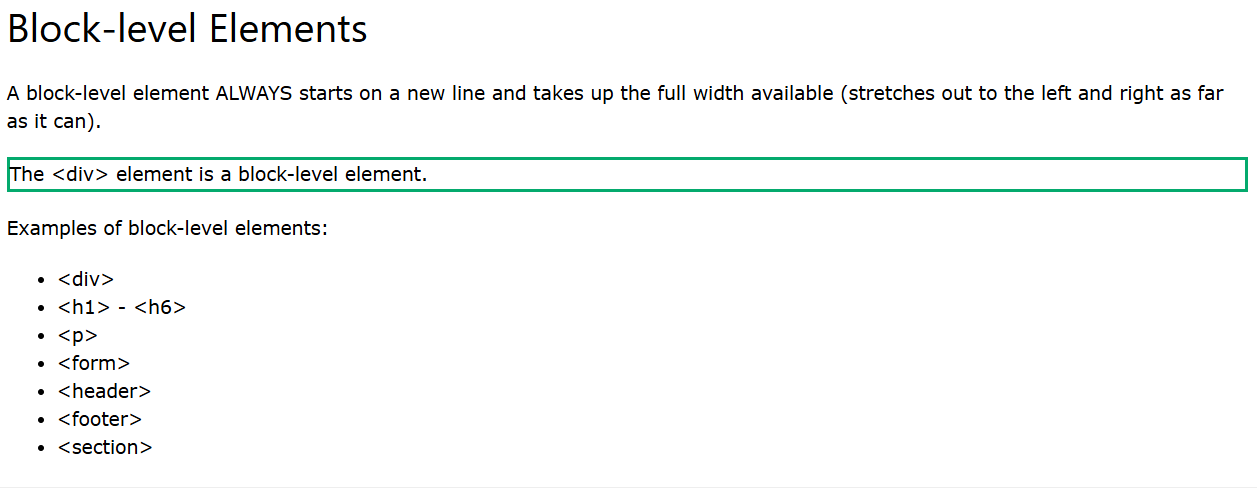 Block-level Elements
A block-level element ALWAYS starts on a new line and takes up the full width available (stretches out to the left and right as far
as it can).
The <div> element is a block-level element.
Examples of block-level elements:
• <div>
• <h1> - <h6>
• <p>
• <form>
• <header>
• <footer>
• <section>